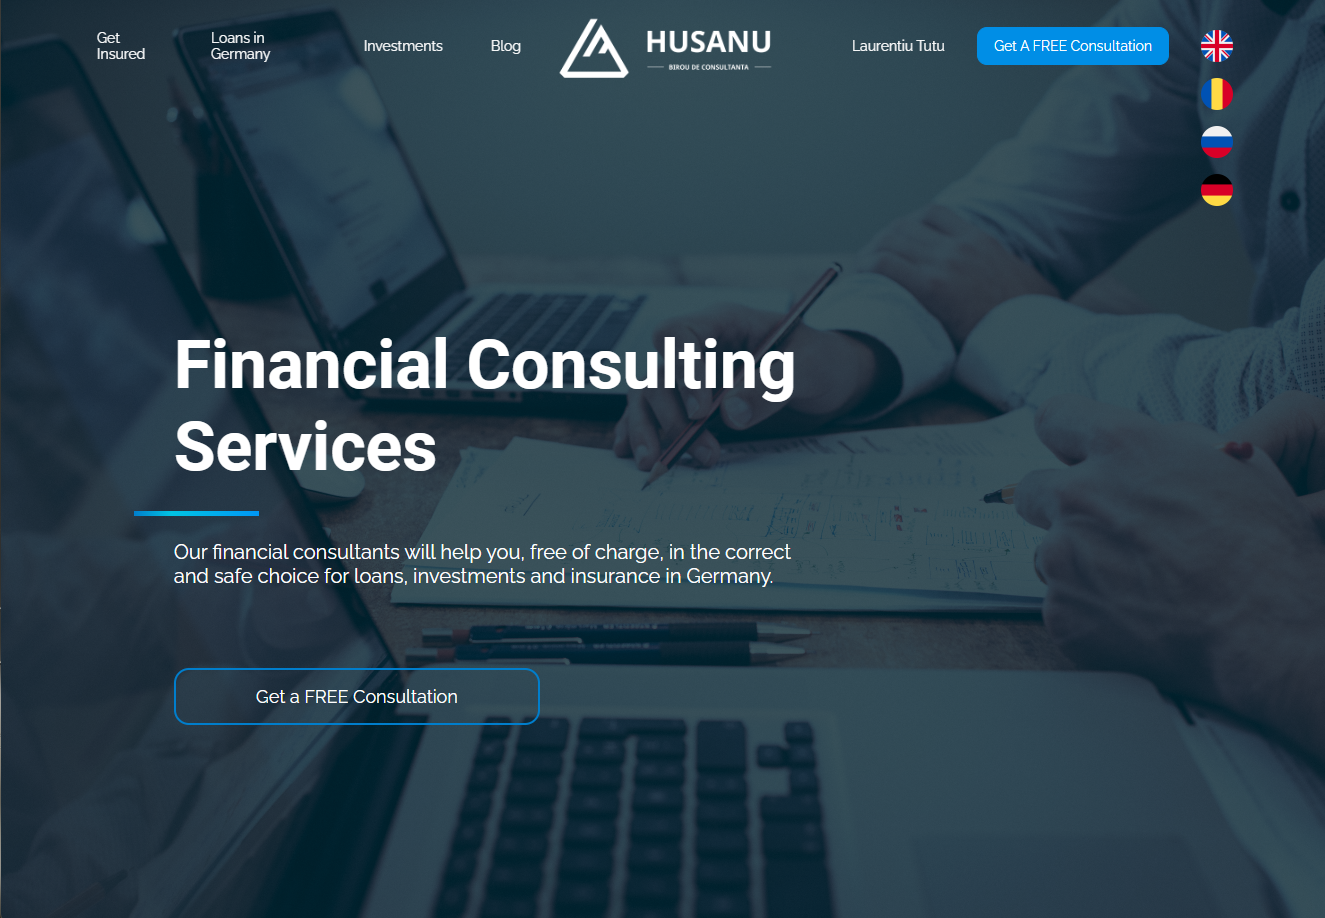 Get
Insured
Loans in
Germany
Investments
Blog
HUSANU
BIROU DE CONSULTANTA
Laurentiu Tutu
Get A FREE Consultation
Financial Consulting
Services
Our financial consultants will help you, free of charge, in the correct
and safe choice for loans, investments and insurance in Germany.
Get a FREE Consultation